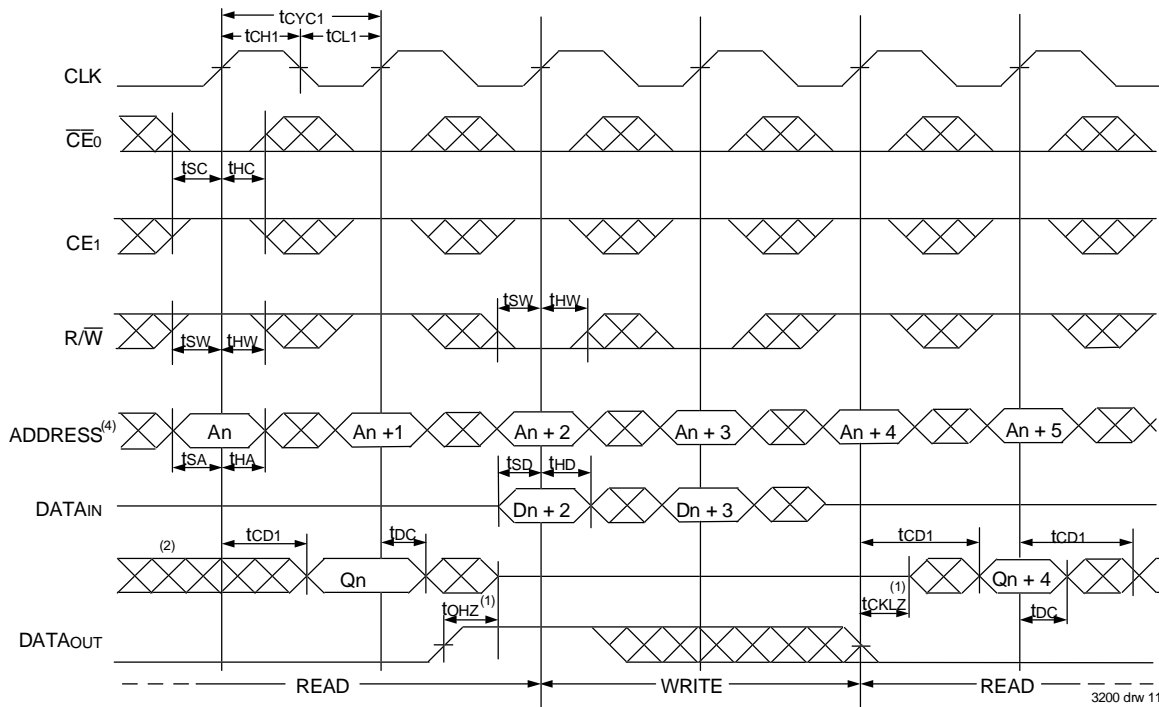 tCYC1
tCH1 tCL1
CLK
CE0
tSC tHC
CE1
tSW tHW
R/W
tSW tHW
ADDRESS(4) An An +1 An + 2 An + 3 An + 4 An + 5
tSA tHA tSD tHD
DATAIN Dn + 2 Dn + 3
tCD1 tDC tCD1 tCD1
(2) Qn Qn + 4
tOHZ(1) tCKLZ(1) tDC
DATAOUT
READ WRITE READ
3200 drw 11